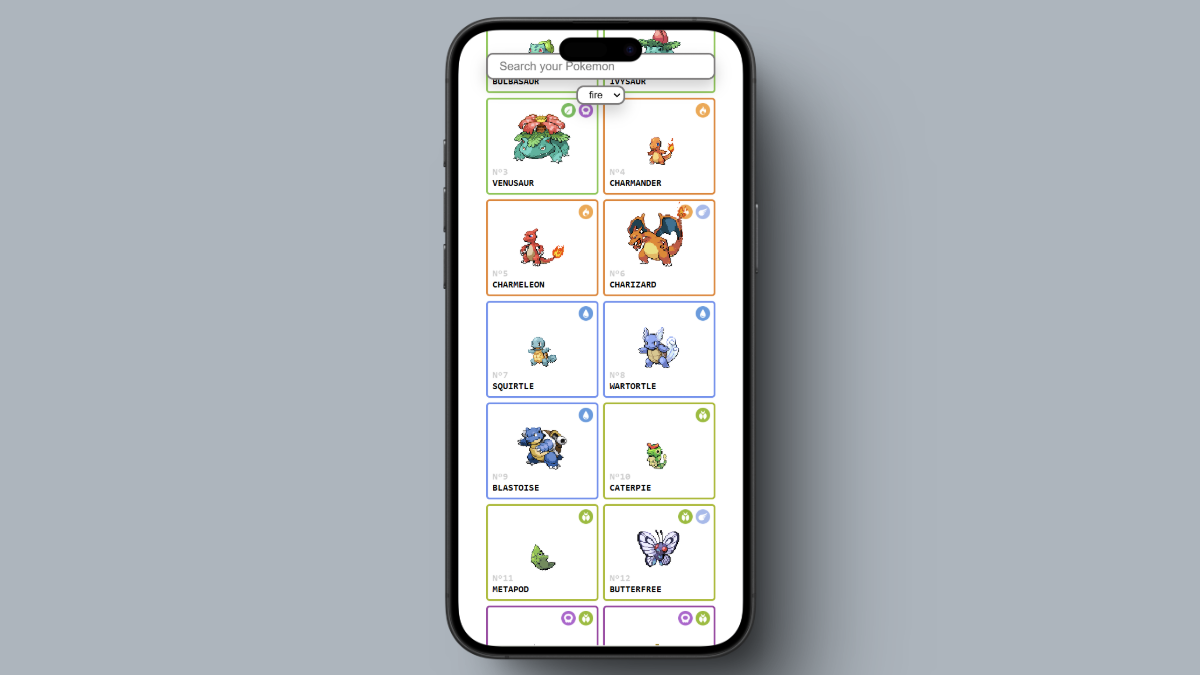 Search your Pokemon
BULBASAUR
IVYSAUR
fire
Nº3
VENUSAUR
Nº4
CHARMANDER
Nº5
CHARMELEON
Nº6
CHARIZARD
Nº7
SQUIRTLE
Nº8
WARTORTLE
Nº9
BLASTOISE
Nº10
CATERPIE
Nº11
METAPOD
Nº12
BUTTERFREE